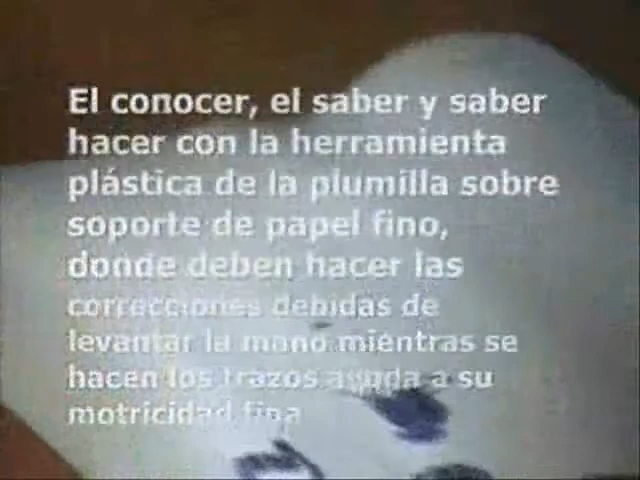 El conocer, el saber y saber
hacer con la herramienta
plástica de la plumilla sobre
soporte de papel fino,
donde deben hacer las
correcciones debidas de
levantar la mano mientras se
hacen los trazos ayuda a su
motricidad fina